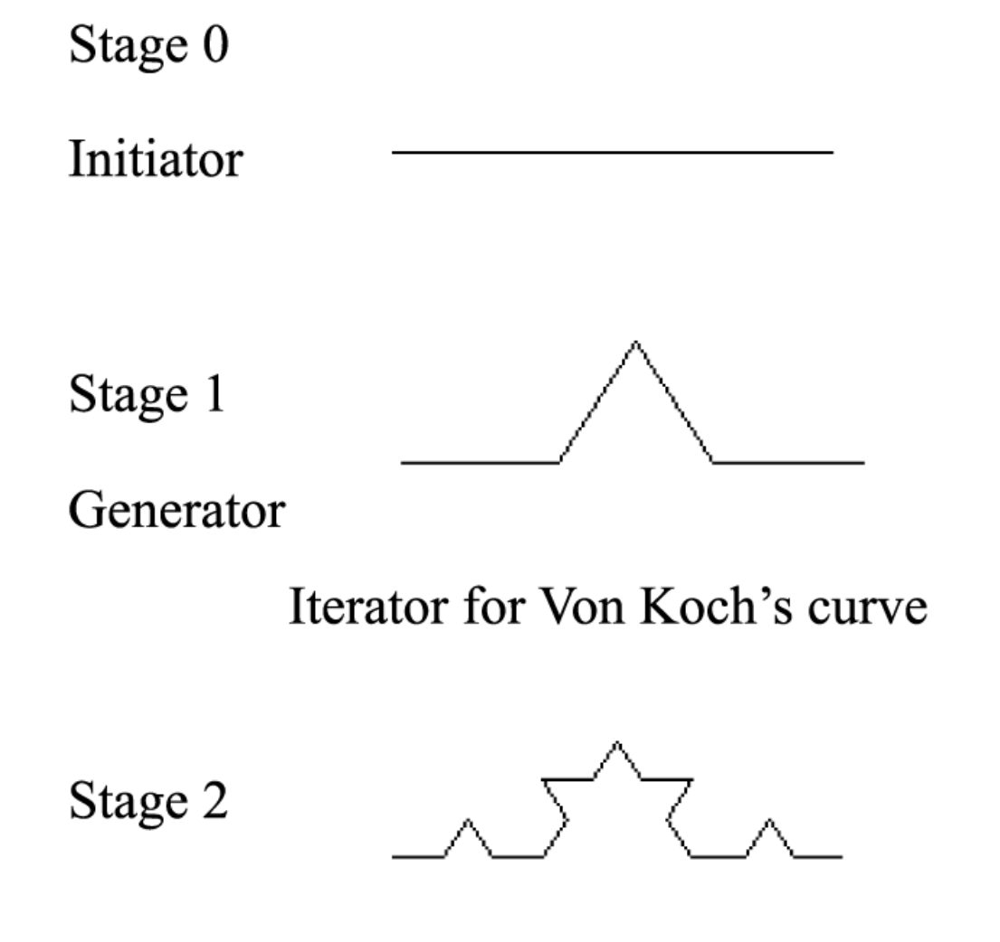 Stage 0
Initiator
Stage 1
Generator
Iterator for Von Koch’s curve
Stage 2